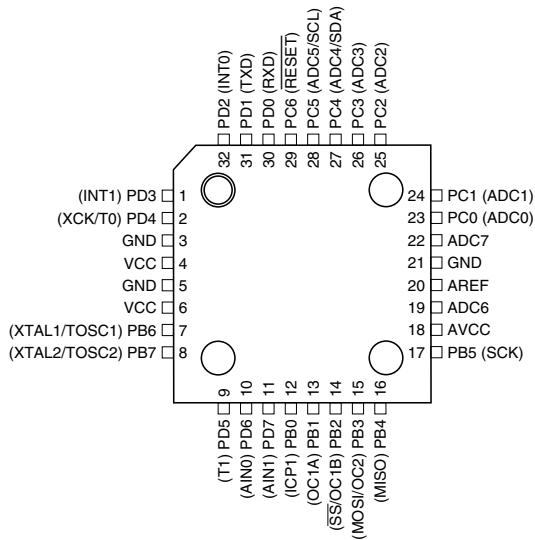 32 PD2 (INT0)
31 PD1 (TXD)
30 PD0 (RXD)
29 PC6 (RESET)
28 PC5 (ADC5/SCL)
27 PC4 (ADC4/SDA)
26 PC3 (ADC3)
25 PC2 (ADC2)
(INT1) PD3 1
(XCK/T0) PD4 2
GND 3
VCC 4
GND 5
VCC 6
(XTAL1/TOSC1) PB6 7
(XTAL2/TOSC2) PB7 8
24 PC1 (ADC1)
23 PC0 (ADC0)
22 ADC7
21 GND
20 AREF
19 ADC6
18 AVCC
17 PB5 (SCK)
(T1) PD5 9
(AIN0) PD6 10
(AIN1) PD7 11
(ICP1) PB0 12
(OC1A) PB1 13
(SS/OC1B) PB2 14
(MOSI/OC2) PB3 15
(MISO) PB4 16